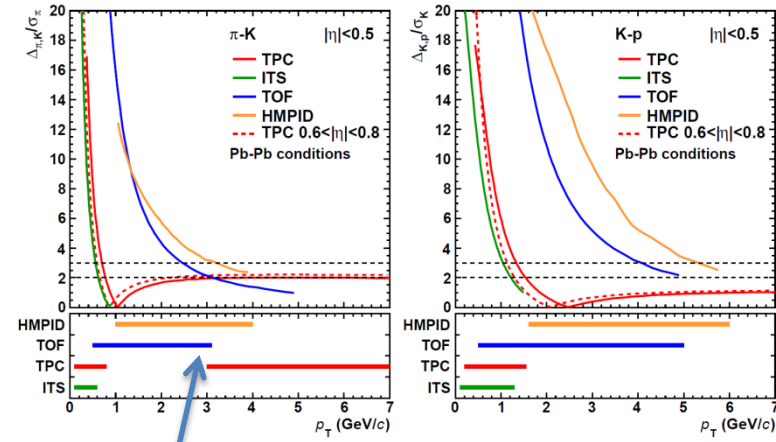 Δπ,K/σπ
20
18
16
14
12
10
8
6
4
2
0
π-K |η|<0.5
TPC
ITS
TOF
HMPID
TPC 0.6<|η|<0.8
Pb-Pb conditions
HMPID
TOF
TPC
ITS
0 1 2 3 4 5 6 7
pT (GeV/c)
ΔK,p/σK
20
18
16
14
12
10
8
6
4
2
0
K-p |η|<0.5
TPC
ITS
TOF
HMPID
TPC 0.6<|η|<0.8
Pb-Pb conditions
HMPID
TOF
TPC
ITS
0 1 2 3 4 5 6 7
pT (GeV/c)